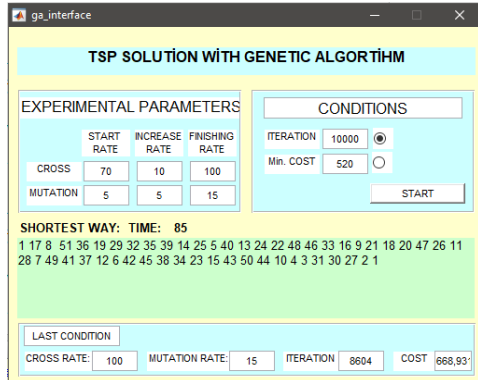 ga_interface
TSP SOLUTİON WİTH GENETIC ALGORTİHM
EXPERIMENTAL PARAMETERS
START RATE INCREASE RATE FINISHING RATE
CROSS 70 10 100
MUTATION 5 5 15
CONDITIONS
ITERATION 10000
Min. COST 520
START
SHORTEST WAY: TIME: 85
1 17 8 51 36 19 29 32 35 39 14 25 5 40 13 24 22 48 46 33 16 9 21 18 20 47 26 11
28 7 49 41 37 12 6 42 45 38 34 23 15 43 50 44 10 4 3 31 30 27 2 1
LAST CONDITION
CROSS RATE: 100 MUTATION RATE: 15 ITERATION 8604 COST 668,931